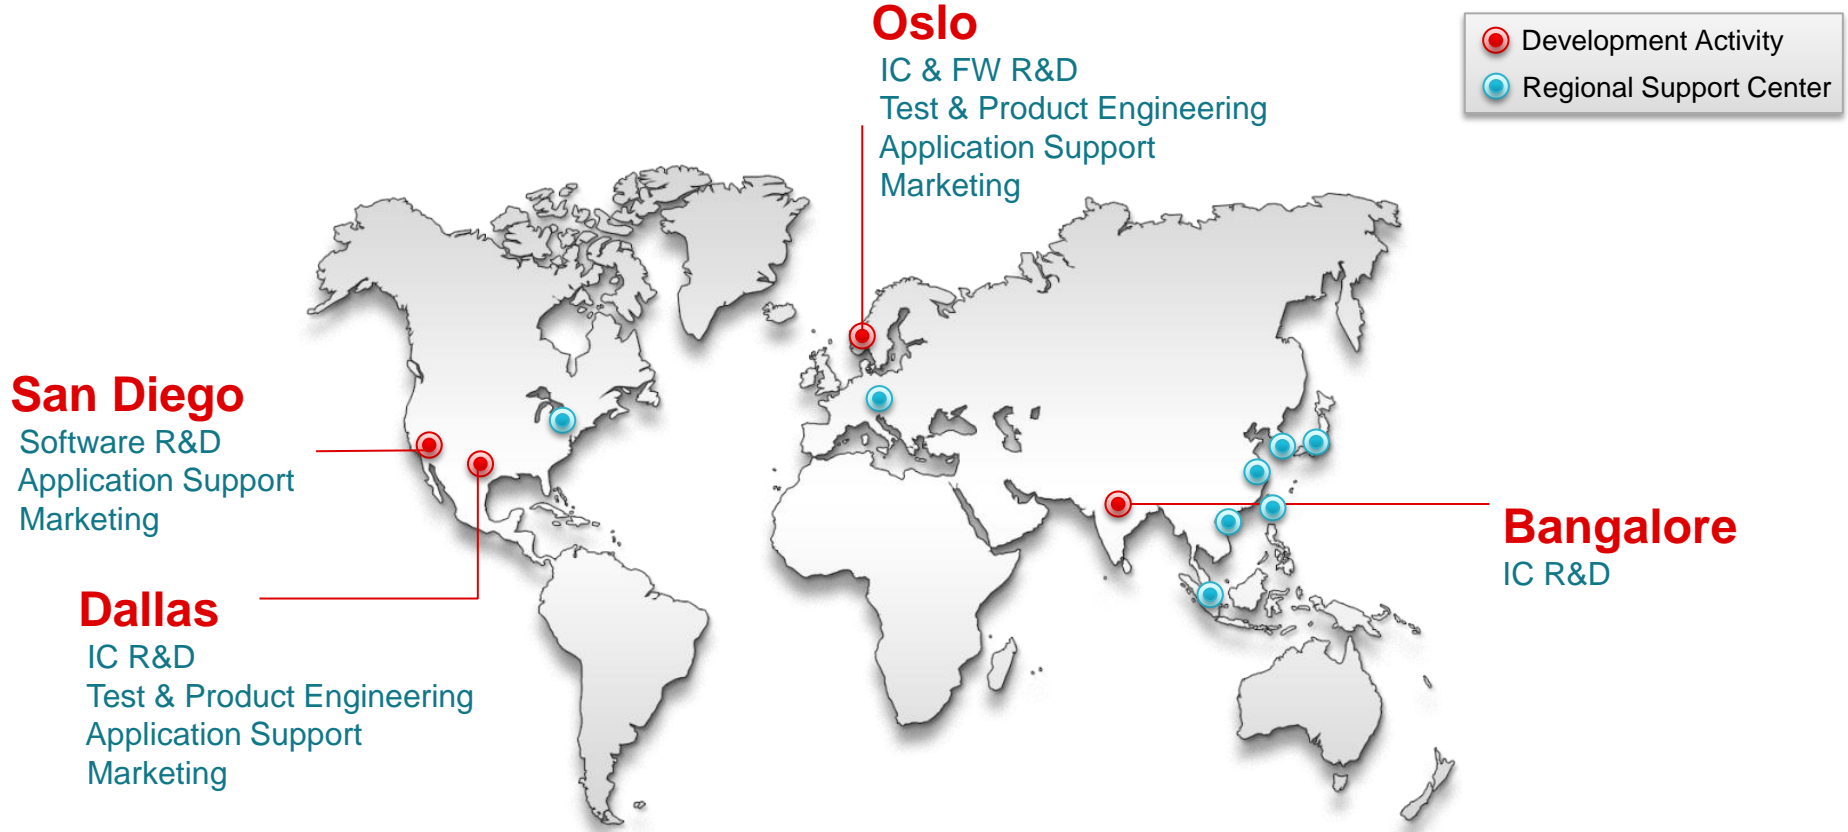 Oslo
IC & FW R&D
Test & Product Engineering
Application Support
Marketing
Development Activity
Regional Support Center
San Diego
Software R&D
Application Support
Marketing
Dallas
IC R&D
Test & Product Engineering
Application Support
Marketing
Bangalore
IC R&D